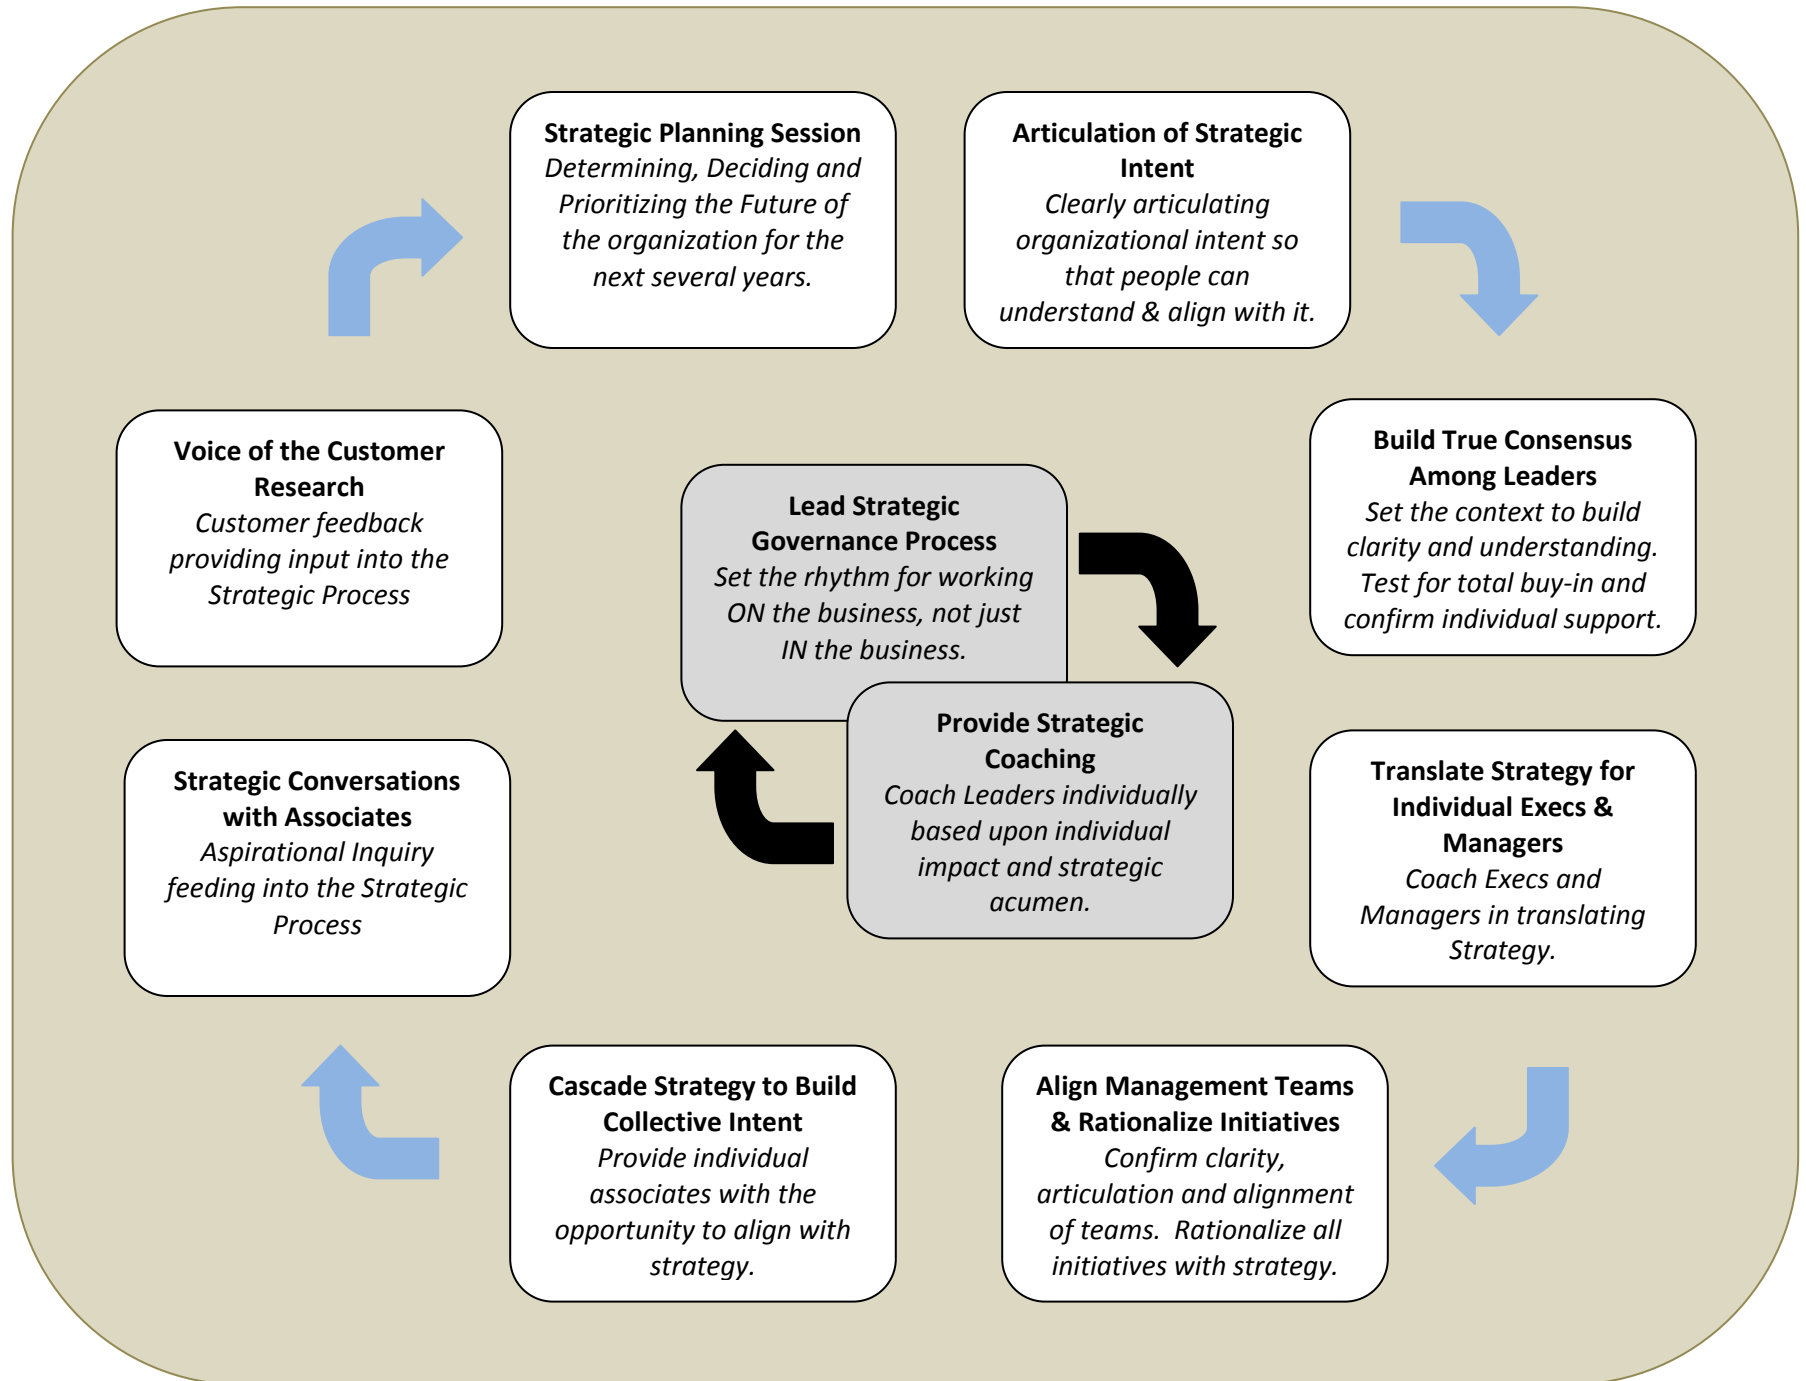 Strategic Planning Session
Determining, Deciding and
Prioritizing the Future of
the organization for the
next several years.
Articulation of Strategic
Intent
Clearly articulating
organizational intent so
that people can
understand & align with it.
Voice of the Customer
Research
Customer feedback
providing input into the
Strategic Process
Lead Strategic
Governance Process
Set the rhythm for working
ON the business, not just
IN the business.
Build True Consensus
Among Leaders
Set the context to build
clarity and understanding.
Test for total buy-in and
confirm individual support.
Strategic Conversations
with Associates
Aspirational Inquiry
feeding into the Strategic
Process
Provide Strategic
Coaching
Coach Leaders individually
based upon individual
impact and strategic
acumen.
Translate Strategy for
Individual Execs &
Managers
Coach Execs and
Managers in translating
Strategy.
Cascade Strategy to Build
Collective Intent
Provide individual
associates with the
opportunity to align with
strategy.
Align Management Teams
& Rationalize Initiatives
Confirm clarity,
articulation and alignment
of teams.  Rationalize all
initiatives with strategy.